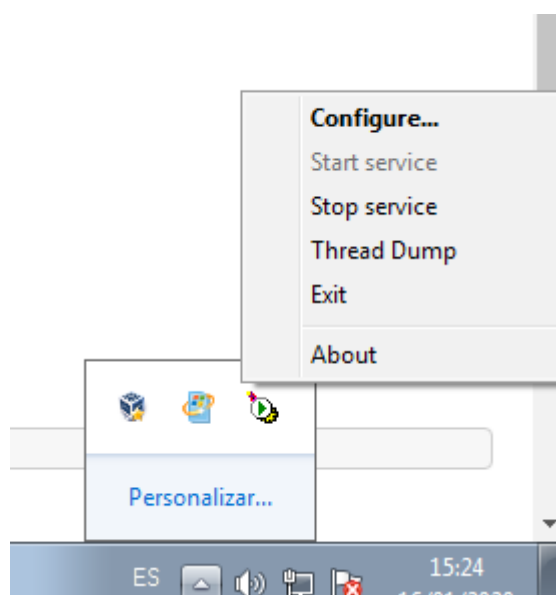 Configure...
Start service
Stop service
Thread Dump
Exit
About
Personalizar...
ES
15:24